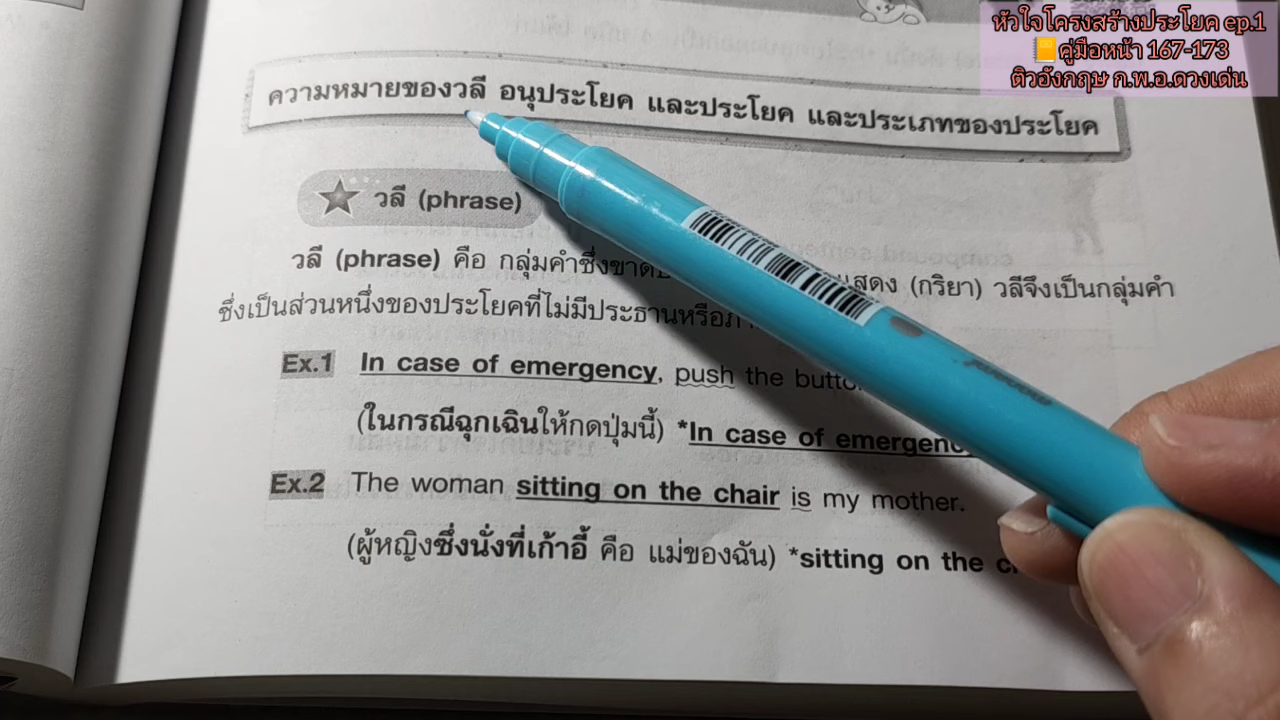 หัวใจโครงสร้างประโยค ep.1
คู่มือหน้า 167-173
ติวอังกฤษ ก.พ.อ.ดวงเด่น
ความหมายของวลี อนุประโยค และประโยค และประเภทของประโยค
วลี (phrase)
วลี (phrase) คือ กลุ่มคำซึ่งขาด แสดง (กริยา) วลีจึงเป็นกลุ่มคำ
ซึ่งเป็นส่วนหนึ่งของประโยคที่ไม่มีประธานหรือ
Ex.1 In case of emergency, push the
(ในกรณีฉุกเฉินให้กดปุ่มนี้) *In case of
Ex.2 The woman sitting on the chair is my mother.
(ผู้หญิงซึ่งนั่งที่เก้าอี้ คือ แม่ของฉัน) *sitting on the